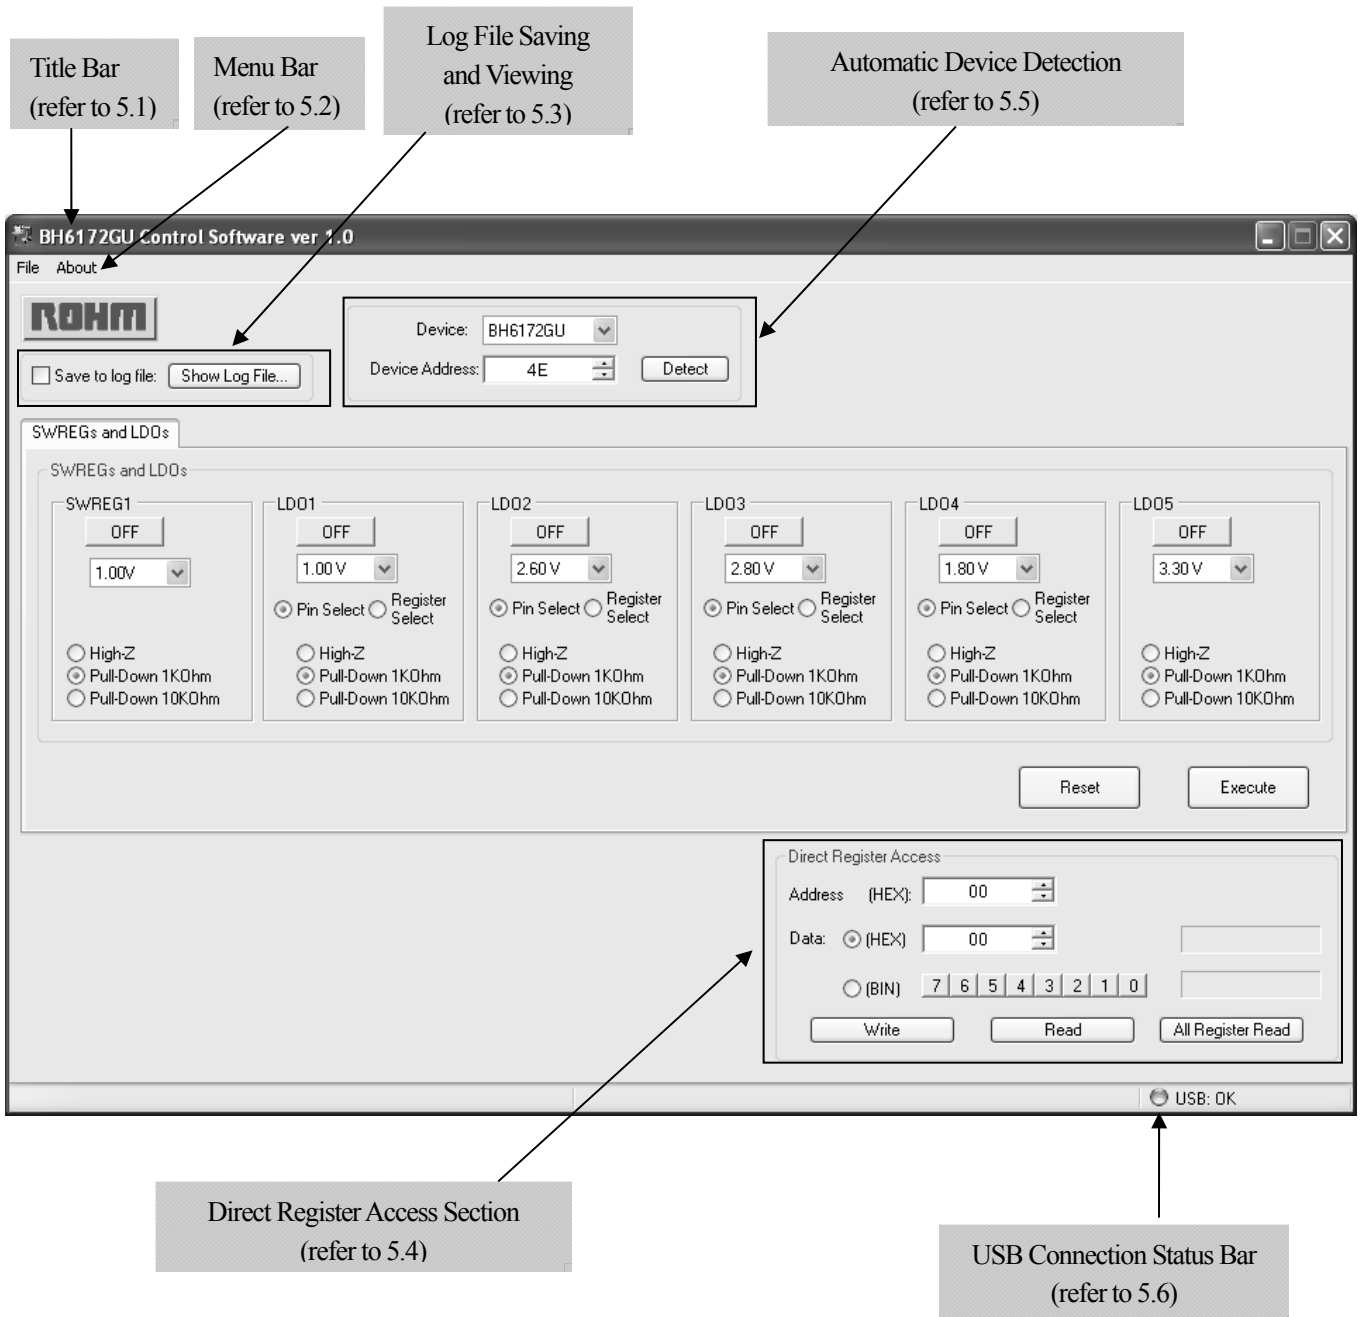 Title Bar
(refer to 5.1)
Menu Bar
(refer to 5.2)
Log File Saving
and Viewing
(refer to 5.3)
Automatic Device Detection
(refer to 5.5)
BH6172GU Control Software ver 1.0
File About
ROHM
Device: BH6172GU
Device Address: 4E Detect
Save to log file: Show Log File...
SWREGs and LDOs
SWREGs and LDOs
SWREG1
OFF
1.00V
High-Z
Pull-Down 1KOhm
Pull-Down 10KOhm
LDO1
OFF
1.00 V
Pin Select Register Select
High-Z
Pull-Down 1KOhm
Pull-Down 10KOhm
LDO2
OFF
2.60 V
Pin Select Register Select
High-Z
Pull-Down 1KOhm
Pull-Down 10KOhm
LDO3
OFF
2.80 V
Pin Select Register Select
High-Z
Pull-Down 1KOhm
Pull-Down 10KOhm
LDO4
OFF
1.80 V
Pin Select Register Select
High-Z
Pull-Down 1KOhm
Pull-Down 10KOhm
LDO5
OFF
3.30 V
High-Z
Pull-Down 1KOhm
Pull-Down 10KOhm
Reset Execute
Direct Register Access
Address (HEX): 00
Data: (HEX) 00
(BIN) 7 6 5 4 3 2 1 0
Write Read All Register Read
USB: OK
Direct Register Access Section
(refer to 5.4)
USB Connection Status Bar
(refer to 5.6)